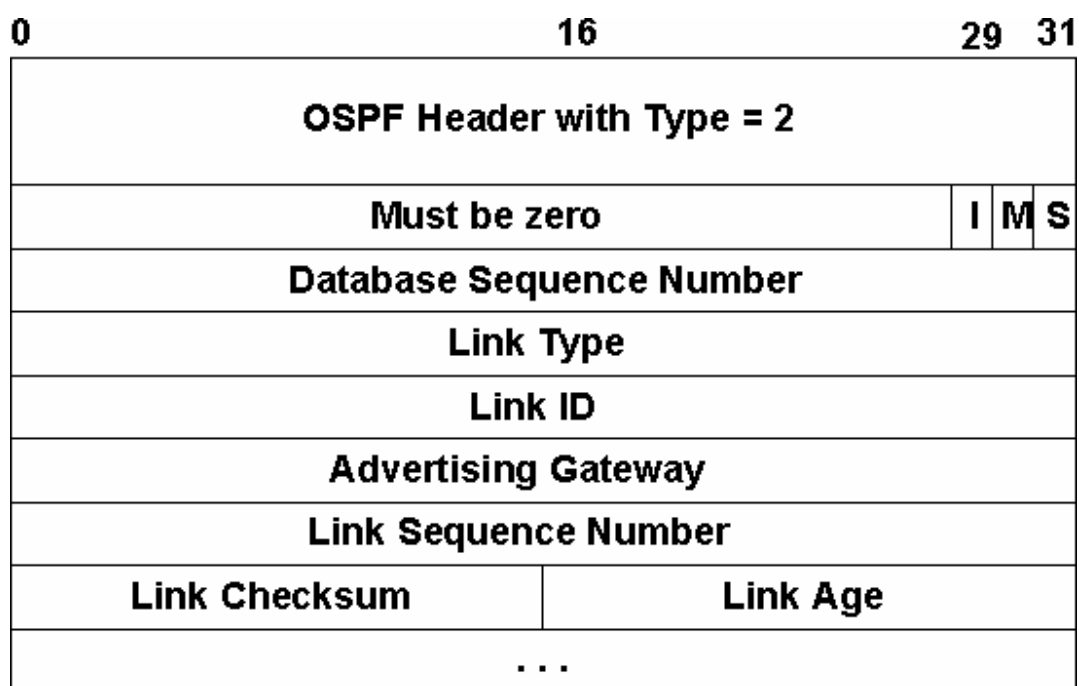 0 16 29 31
OSPF Header with Type = 2
Must be zero I M S
Database Sequence Number
Link Type
Link ID
Advertising Gateway
Link Sequence Number
Link Checksum Link Age
. . .